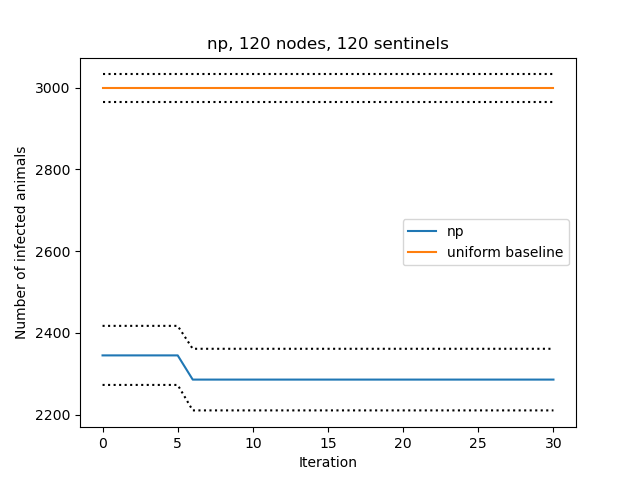 np, 120 nodes, 120 sentinels
Number of infected animals
3000
2800
2600
2400
2200
np
uniform baseline
0 5 10 15 20 25 30
Iteration